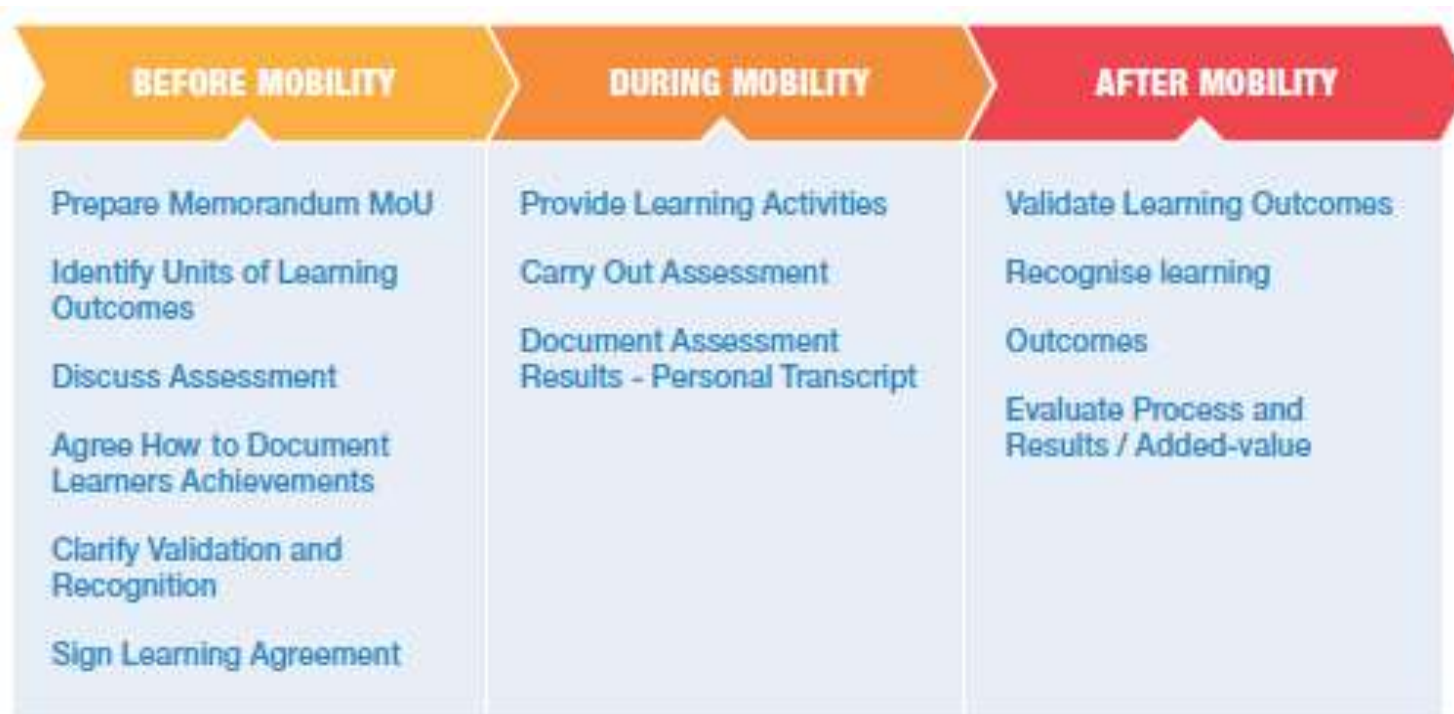 BEFORE MOBILITY
Prepare Memorandum MoU
Identify Units of Learning
Outcomes
Discuss Assessment
Agree How to Document
Learners Achievements
Clarify Validation and
Recognition
Sign Learning Agreement
DURING MOBILITY
Provide Learning Activities
Carry Out Assessment
Document Assessment
Results - Personal Transcript
AFTER MOBILITY
Validate Learning Outcomes
Recognise learning
Outcomes
Evaluate Process and
Results / Added-value